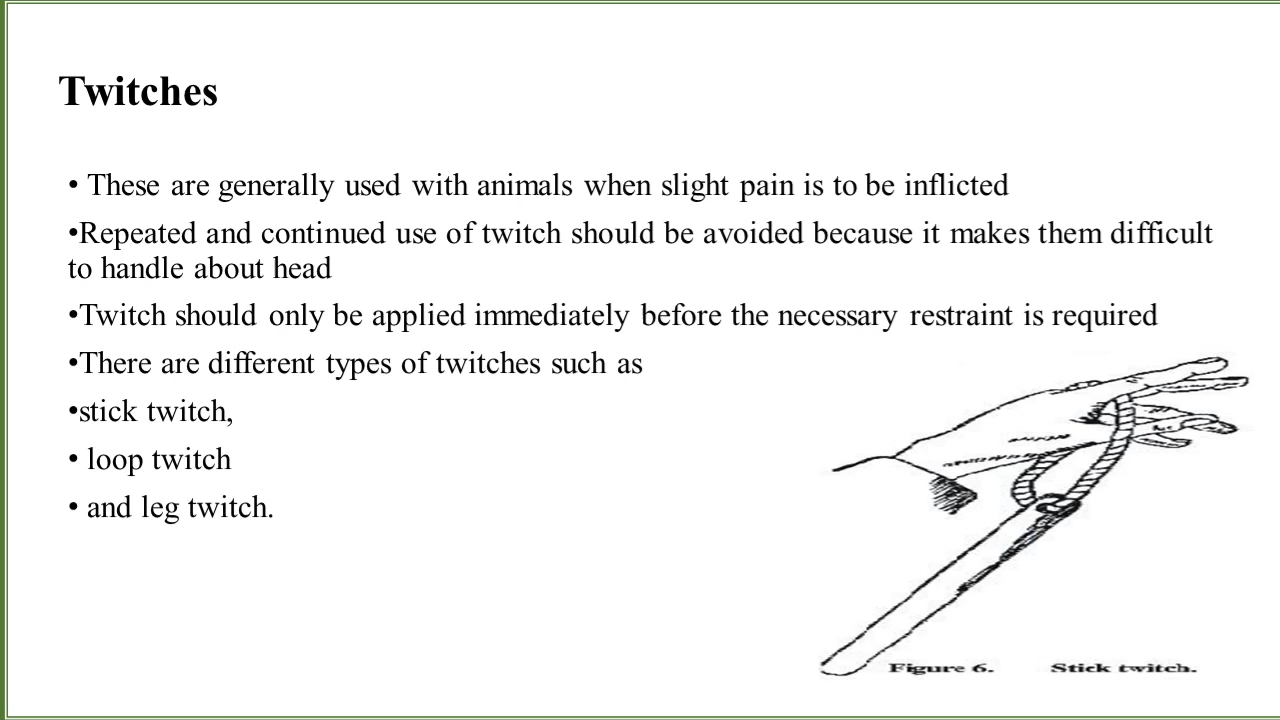 Twitches
• These are generally used with animals when slight pain is to be inflicted
•Repeated and continued use of twitch should be avoided because it makes them difficult
to handle about head
•Twitch should only be applied immediately before the necessary restraint is required
•There are different types of twitches such as
•stick twitch,
• loop twitch
• and leg twitch.
Figure 6. Stick twitch.